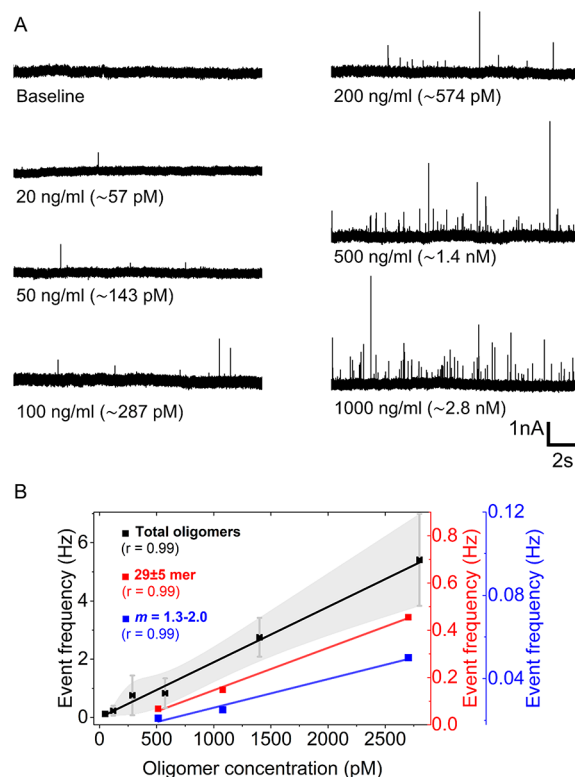 A
Baseline
20 ng/ml (~57 pM)
50 ng/ml (~143 pM)
100 ng/ml (~287 pM)
200 ng/ml (~574 pM)
500 ng/ml (~1.4 nM)
1000 ng/ml (~2.8 nM)
1nA
2s
B
Event frequency (Hz)
6
4
2
0
Total oligomers
(r = 0.99)
29±5 mer
(r = 0.99)
m = 1.3-2.0
(r = 0.99)
0 500 1000 1500 2000 2500
Oligomer concentration (pM)
0.8
0.6
0.4
0.2
0.0
Event frequency (Hz)
0.12
0.08
0.04
Event frequency (Hz)